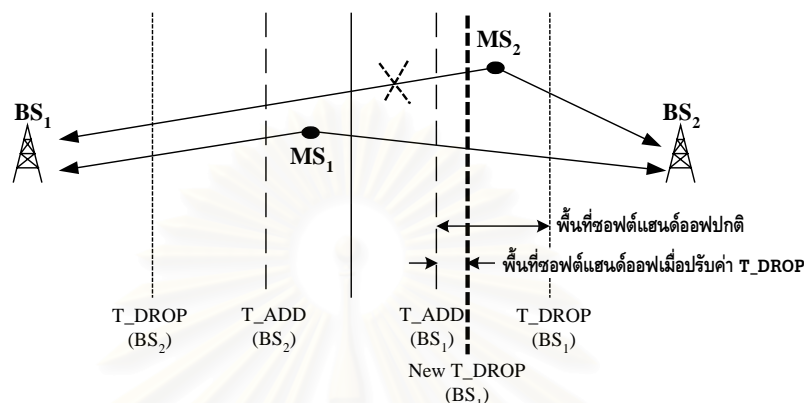 MS₂
BS₁
BS₂
MS₁
พื้นที่ซอฟต์แฮนด์ออฟปกติ
พื้นที่ซอฟต์แฮนด์ออฟเมื่อปรับค่า T_DROP
T_DROP
(BS₂)
T_ADD
(BS₂)
T_ADD
(BS₁)
T_DROP
(BS₁)
New T_DROP
(BS₁)